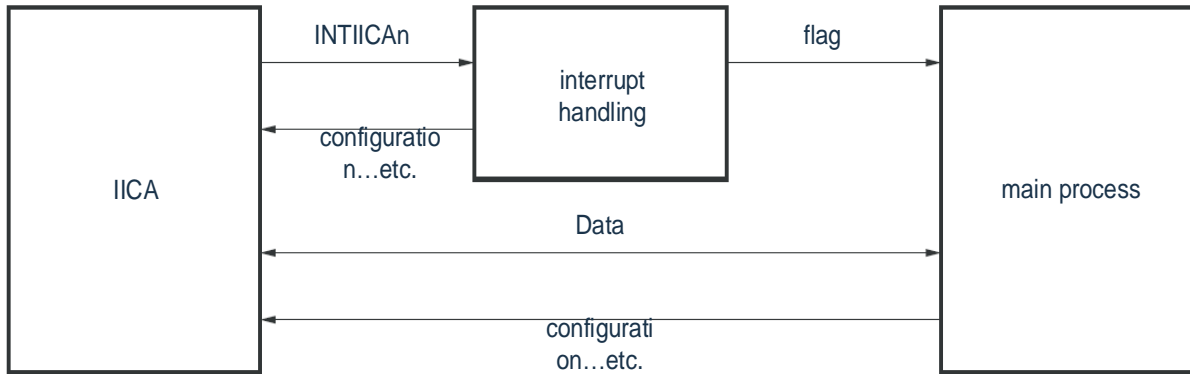 INTIICAn
flag
interrupt
handling
configuratio
n…etc.
IICA
main process
Data
configurati
on…etc.